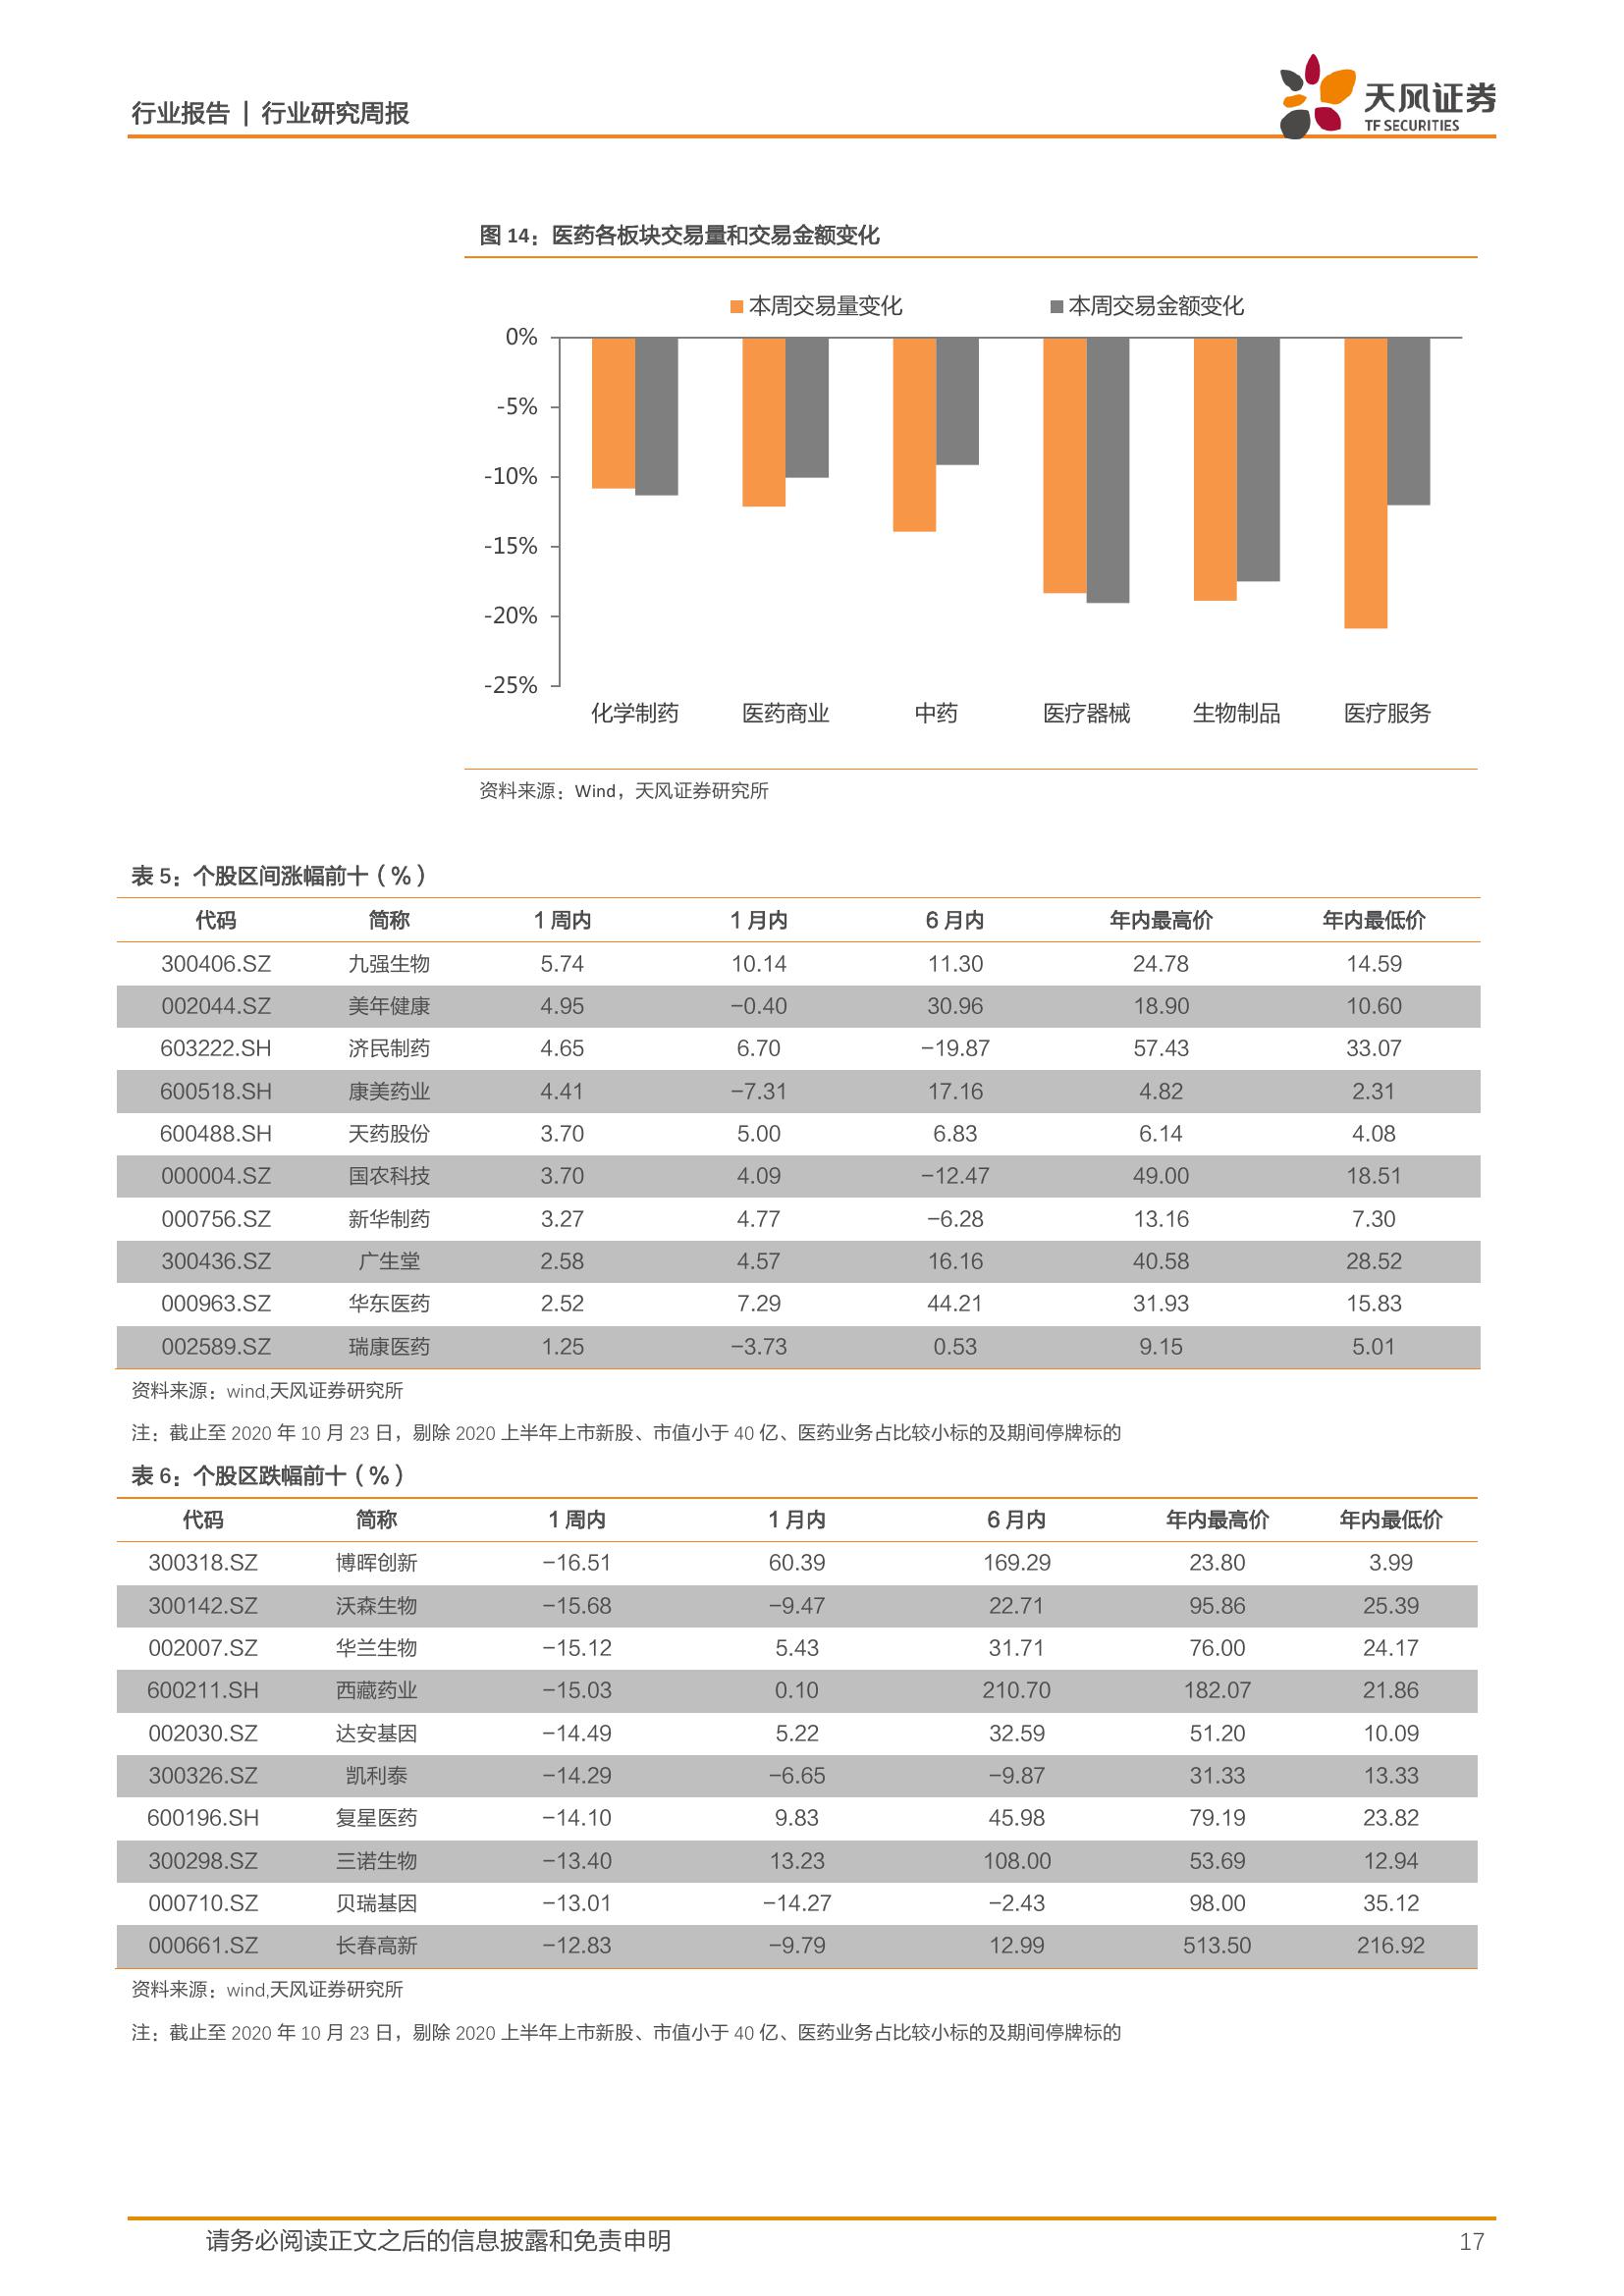 行业报告 | 行业研究周报
天风证券
TF SECURITIES
图 14：医药各板块交易量和交易金额变化
本周交易量变化 本周交易金额变化
0%
-5%
-10%
-15%
-20%
-25%
化学制药 医药商业 中药 医疗器械 生物制品 医疗服务
资料来源：Wind，天风证券研究所
表 5：个股区间涨幅前十（%）
代码 简称 1 周内 1 月内 6 月内 年内最高价 年内最低价
300406.SZ 九强生物 5.74 10.14 11.30 24.78 14.59
002044.SZ 美年健康 4.95 -0.40 30.96 18.90 10.60
603222.SH 济民制药 4.65 6.70 -19.87 57.43 33.07
600518.SH 康美药业 4.41 -7.31 17.16 4.82 2.31
600488.SH 天药股份 3.70 5.00 6.83 6.14 4.08
000004.SZ 国农科技 3.70 4.09 -12.47 49.00 18.51
000756.SZ 新华制药 3.27 4.77 -6.28 13.16 7.30
300436.SZ 广生堂 2.58 4.57 16.16 40.58 28.52
000963.SZ 华东医药 2.52 7.29 44.21 31.93 15.83
002589.SZ 瑞康医药 1.25 -3.73 0.53 9.15 5.01
资料来源：wind,天风证券研究所
注：截止至 2020 年 10 月 23 日，剔除 2020 上半年上市新股、市值小于 40 亿、医药业务占比较小标的及期间停牌标的
表 6：个股区跌幅前十（%）
代码 简称 1 周内 1 月内 6 月内 年内最高价 年内最低价
300318.SZ 博晖创新 -16.51 60.39 169.29 23.80 3.99
300142.SZ 沃森生物 -15.68 -9.47 22.71 95.86 25.39
002007.SZ 华兰生物 -15.12 5.43 31.71 76.00 24.17
600211.SH 西藏药业 -15.03 0.10 210.70 182.07 21.86
002030.SZ 达安基因 -14.49 5.22 32.59 51.20 10.09
300326.SZ 凯利泰 -14.29 -6.65 -9.87 31.33 13.33
600196.SH 复星医药 -14.10 9.83 45.98 79.19 23.82
300298.SZ 三诺生物 -13.40 13.23 108.00 53.69 12.94
000710.SZ 贝瑞基因 -13.01 -14.27 -2.43 98.00 35.12
000661.SZ 长春高新 -12.83 -9.79 12.99 513.50 216.92
资料来源：wind,天风证券研究所
注：截止至 2020 年 10 月 23 日，剔除 2020 上半年上市新股、市值小于 40 亿、医药业务占比较小标的及期间停牌标的
请务必阅读正文之后的信息披露和免责申明 17